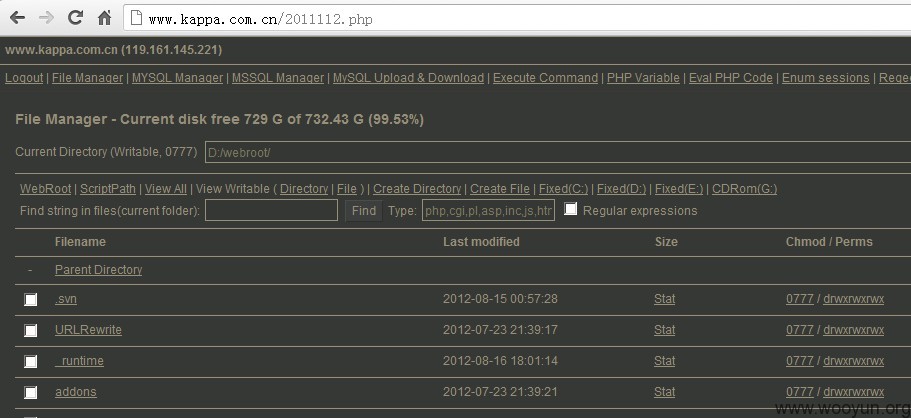 www.kappa.com.cn/2011112.php
www.kappa.com.cn (119.161.145.221)
Logout | File Manager | MYSQL Manager | MSSQL Manager | MySQL Upload & Download | Execute Command | PHP Variable | Eval PHP Code | Enum sessions | Rege
File Manager - Current disk free 729 G of 732.43 G (99.53%)
Current Directory (Writable, 0777) D:/webroot/
WebRoot | ScriptPath | View All | View Writable ( Directory | File ) | Create Directory | Create File | Fixed(C:) | Fixed(D:) | Fixed(E:) | CDRom(G:)
Find string in files(current folder): Find Type: php,cgi,pl,asp,inc,js,htr Regular expressions
Filename Last modified Size Chmod / Perms
- Parent Directory
.svn 2012-08-15 00:57:28 Stat 0777 / drwxrwxrwx
URLRewrite 2012-07-23 21:39:17 Stat 0777 / drwxrwxrwx
_runtime 2012-08-16 18:01:14 Stat 0777 / drwxrwxrwx
addons 2012-07-23 21:39:21 Stat 0777 / drwxrwxrwx
www.wooyun.org